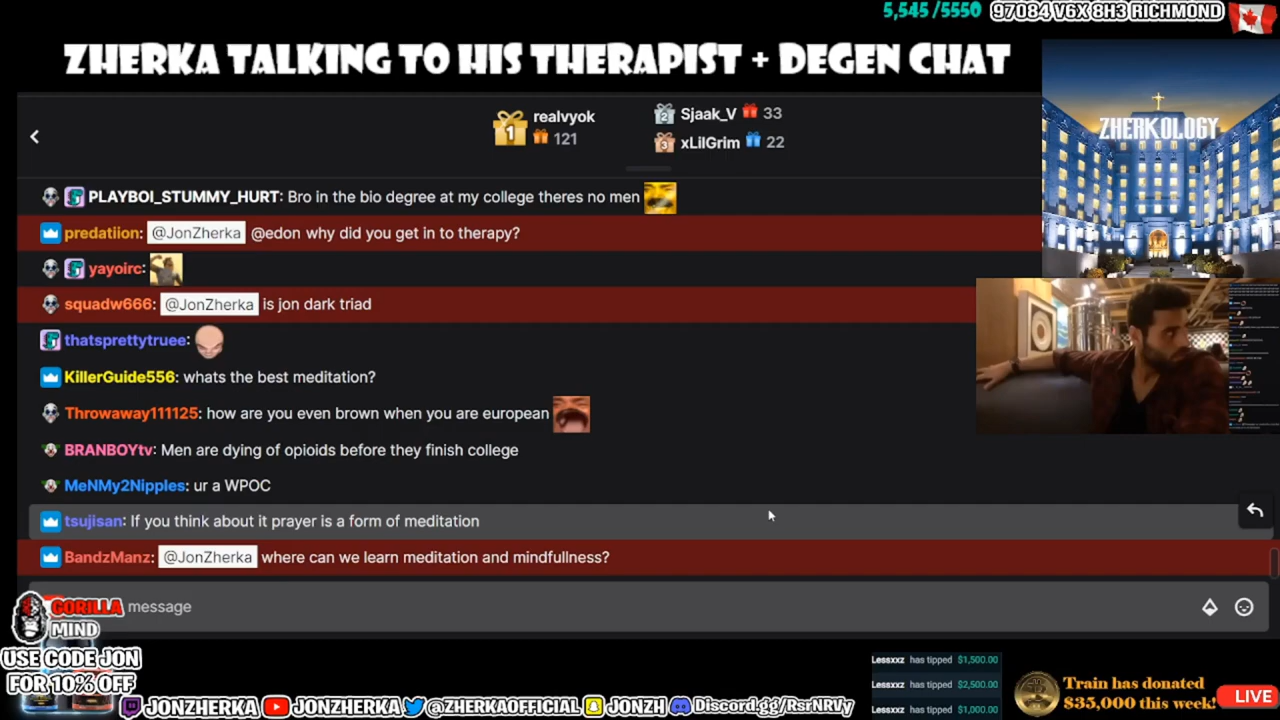 5,545 /5550
97084 V6X 8H3 RICHMOND
ZHERKA TALKING TO HIS THERAPIST + DEGEN CHAT
ZHERKOLOGY
1 realvyok
121
2 Sjaak_V 33
3 xLilGrim 22
PLAYBOI_STUMMY_HURT: Bro in the bio degree at my college theres no men
predatiion: @JonZherka @edon why did you get in to therapy?
yayoirc:
squadw666: @JonZherka is jon dark triad
thatsprettytruee:
KillerGuide556: whats the best meditation?
Throwaway111125: how are you even brown when you are european
BRANBOYtv: Men are dying of opioids before they finish college
MeNMy2Nipples: ur a WPOC
tsujisan: If you think about it prayer is a form of meditation
BandzManz: @JonZherka where can we learn meditation and mindfullness?
message
GORILLA
MIND
USE CODE JON
FOR 10% OFF
JONZHERKA JONZHERKA @ZHERKAOFFICIAL JONZH Discord.gg/RsrNRVy
Lessxxz has tipped $1,500.00
Lessxxz has tipped $2,500.00
Lessxxz has tipped $1,000.00
Train has donated
$35,000 this week!
LIVE